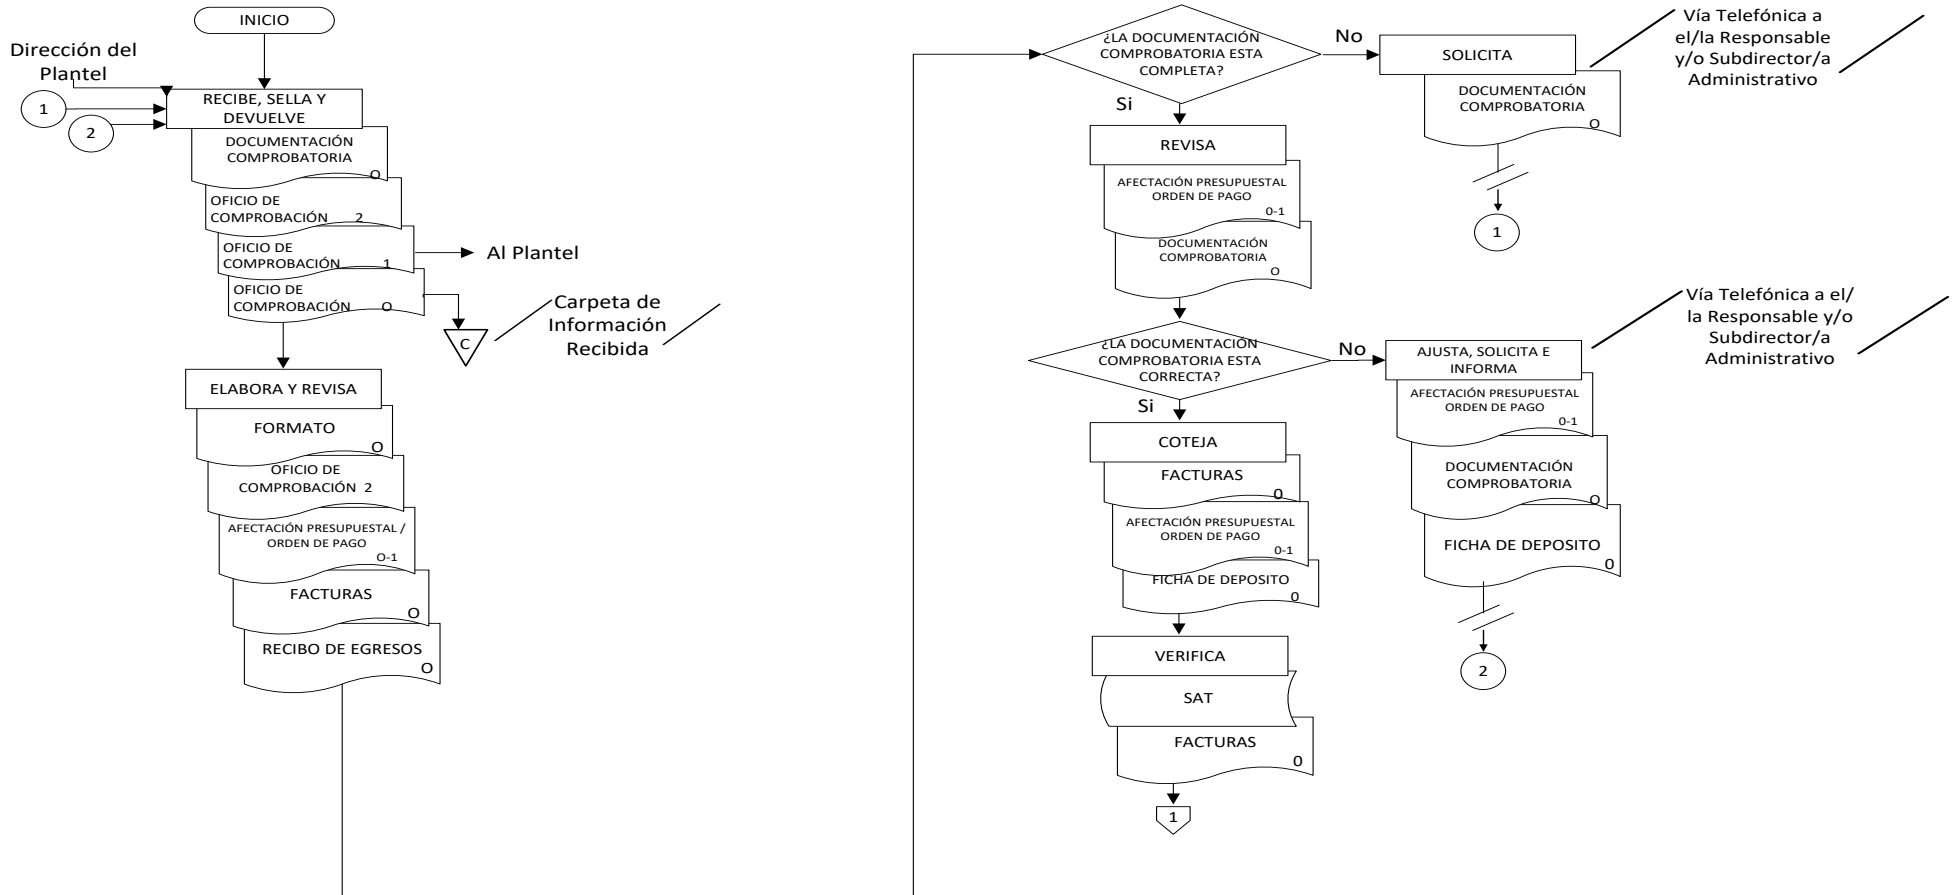 INICIO
Dirección del
Plantel
1
2
RECIBE, SELLA Y
DEVUELVE
DOCUMENTACIÓN
COMPROBATORIA
O
OFICIO DE
COMPROBACIÓN 2
OFICIO DE
COMPROBACIÓN 1
Al Plantel
OFICIO DE
COMPROBACIÓN O
C
Carpeta de
Información
Recibida
ELABORA Y REVISA
FORMATO
O
OFICIO DE
COMPROBACIÓN 2
AFECTACIÓN PRESUPUESTAL /
ORDEN DE PAGO
O-1
FACTURAS
O
RECIBO DE EGRESOS
O
¿LA DOCUMENTACIÓN
COMPROBATORIA ESTA
COMPLETA?
No
Si
SOLICITA
DOCUMENTACIÓN
COMPROBATORIA
O
1
Vía Telefónica a
el/la Responsable
y/o Subdirector/a
Administrativo
REVISA
AFECTACIÓN PRESUPUESTAL
ORDEN DE PAGO
0-1
DOCUMENTACIÓN
COMPROBATORIA
O
¿LA DOCUMENTACIÓN
COMPROBATORIA ESTA
CORRECTA?
No
Si
AJUSTA, SOLICITA E
INFORMA
AFECTACIÓN PRESUPUESTAL
ORDEN DE PAGO
0-1
DOCUMENTACIÓN
COMPROBATORIA
O
FICHA DE DEPOSITO
0
2
Vía Telefónica a el/
la Responsable y/o
Subdirector/a
Administrativo
COTEJA
FACTURAS
0
AFECTACIÓN PRESUPUESTAL
ORDEN DE PAGO
0-1
FICHA DE DEPOSITO
0
VERIFICA
SAT
FACTURAS
0
1